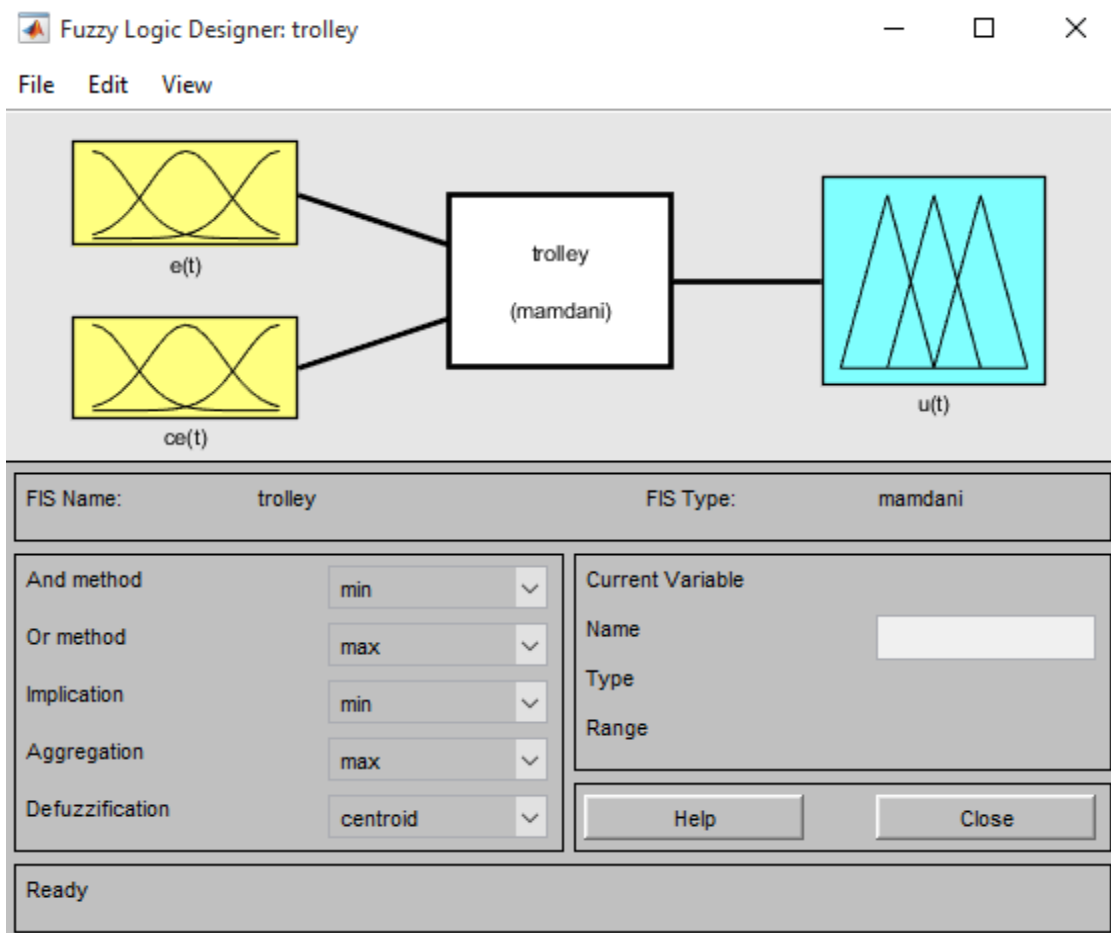 Fuzzy Logic Designer: trolley
File Edit View
e(t)
ce(t)
trolley
(mamdani)
u(t)
FIS Name: trolley FIS Type: mamdani
And method min
Or method max
Implication min
Aggregation max
Defuzzification centroid
Current Variable
Name
Type
Range
Help Close
Ready